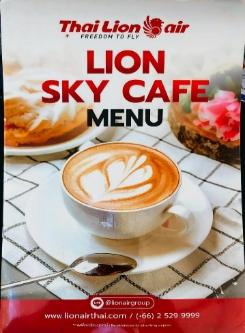 Thai Lion air
FREEDOM TO FLY
LION
SKY CAFE
MENU
@lionairgroup
www.lionairthai.com / (+66) 2 529 9999